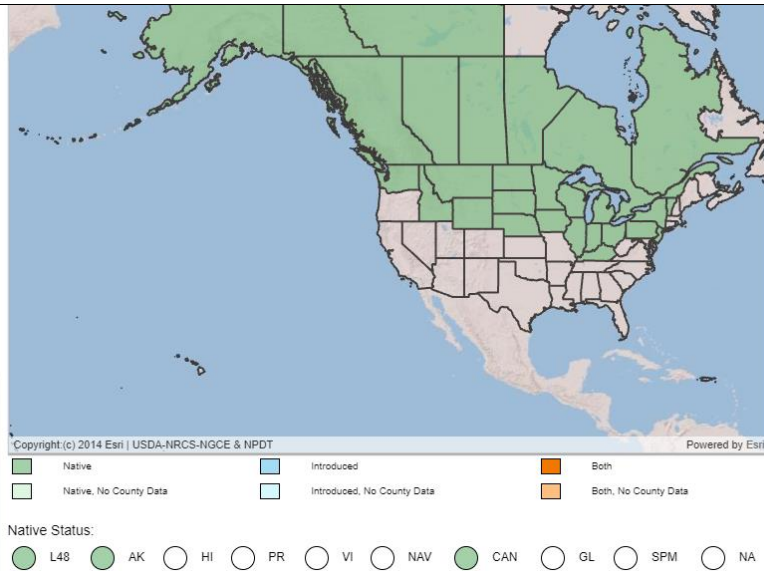 Copyright:(c) 2014 Esri | USDA-NRCS-NGCE & NPDT Powered by Esri
Native Introduced Both
Native, No County Data Introduced, No County Data Both, No County Data
Native Status:
L48 AK HI PR VI NAV CAN GL SPM NA